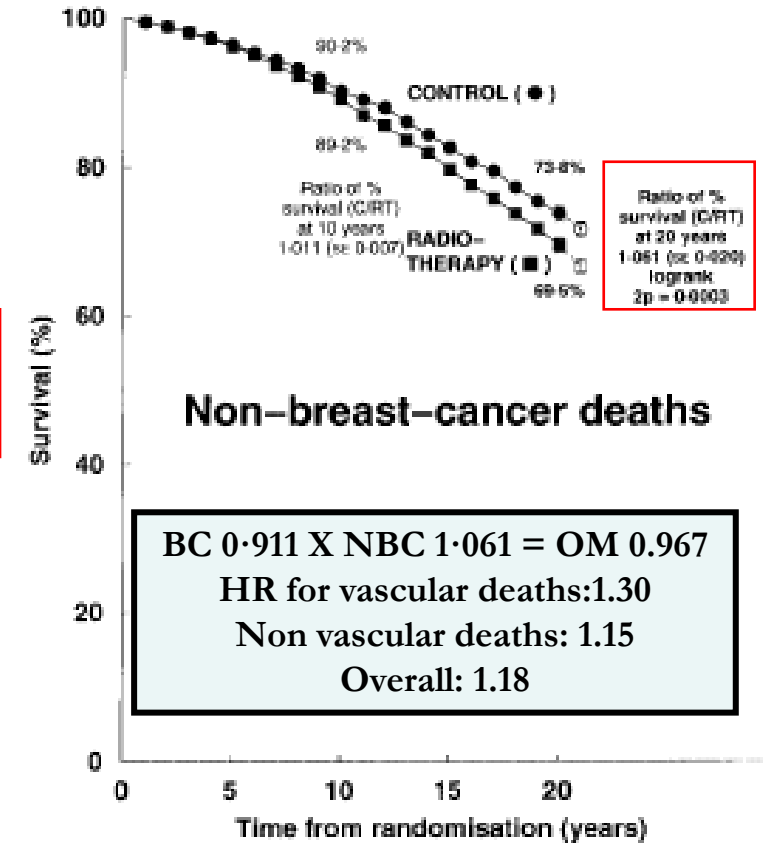 100
90·2%
CONTROL ( ● )
89·2%
80
73·8%
Ratio of %
survival (C/RT)
at 10 years
1·011 (se 0·007)
RADIO–
THERAPY ( ■ )
69·5%
Ratio of %
survival (C/RT)
at 20 years
1·061 (se 0·020)
logrank
2p = 0·0003
60
Survival (%)
Non–breast–cancer deaths
40
BC 0·911 X NBC 1·061 = OM 0.967
HR for vascular deaths:1.30
Non vascular deaths: 1.15
Overall: 1.18
20
0
0 5 10 15 20
Time from randomisation (years)